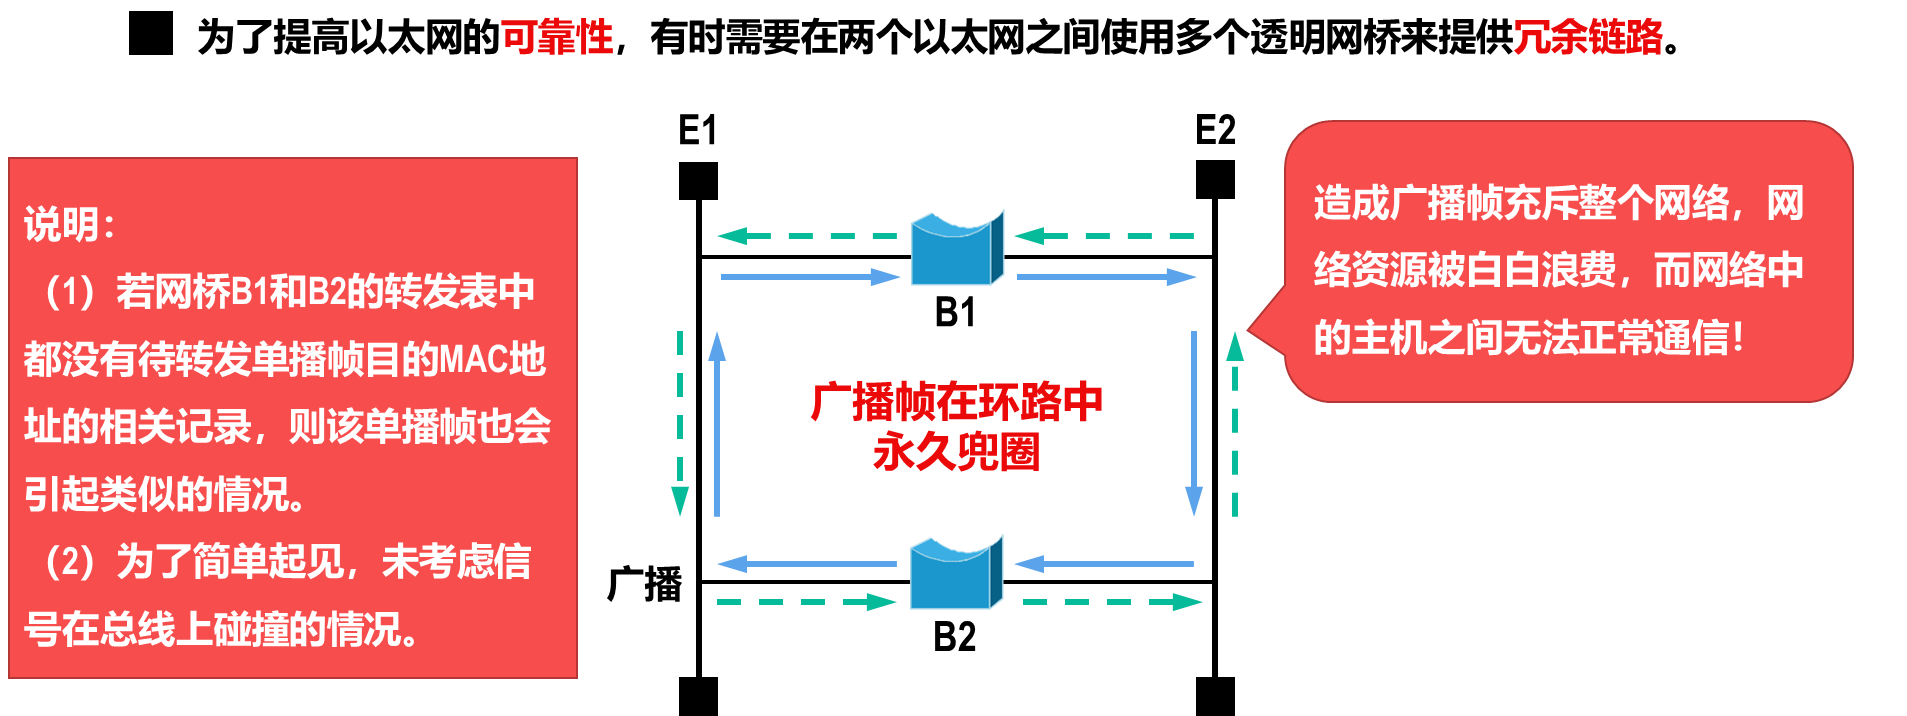 为了提高以太网的可靠性，有时需要在两个以太网之间使用多个透明网桥来提供冗余链路。
说明：
（1）若网桥B1和B2的转发表中
都没有待转发单播帧目的MAC地
址的相关记录，则该单播帧也会
引起类似的情况。
（2）为了简单起见，未考虑信
号在总线上碰撞的情况。
E1
E2
B1
广播帧在环路中
永久兜圈
广播
B2
造成广播帧充斥整个网络，网
络资源被白白浪费，而网络中
的主机之间无法正常通信！